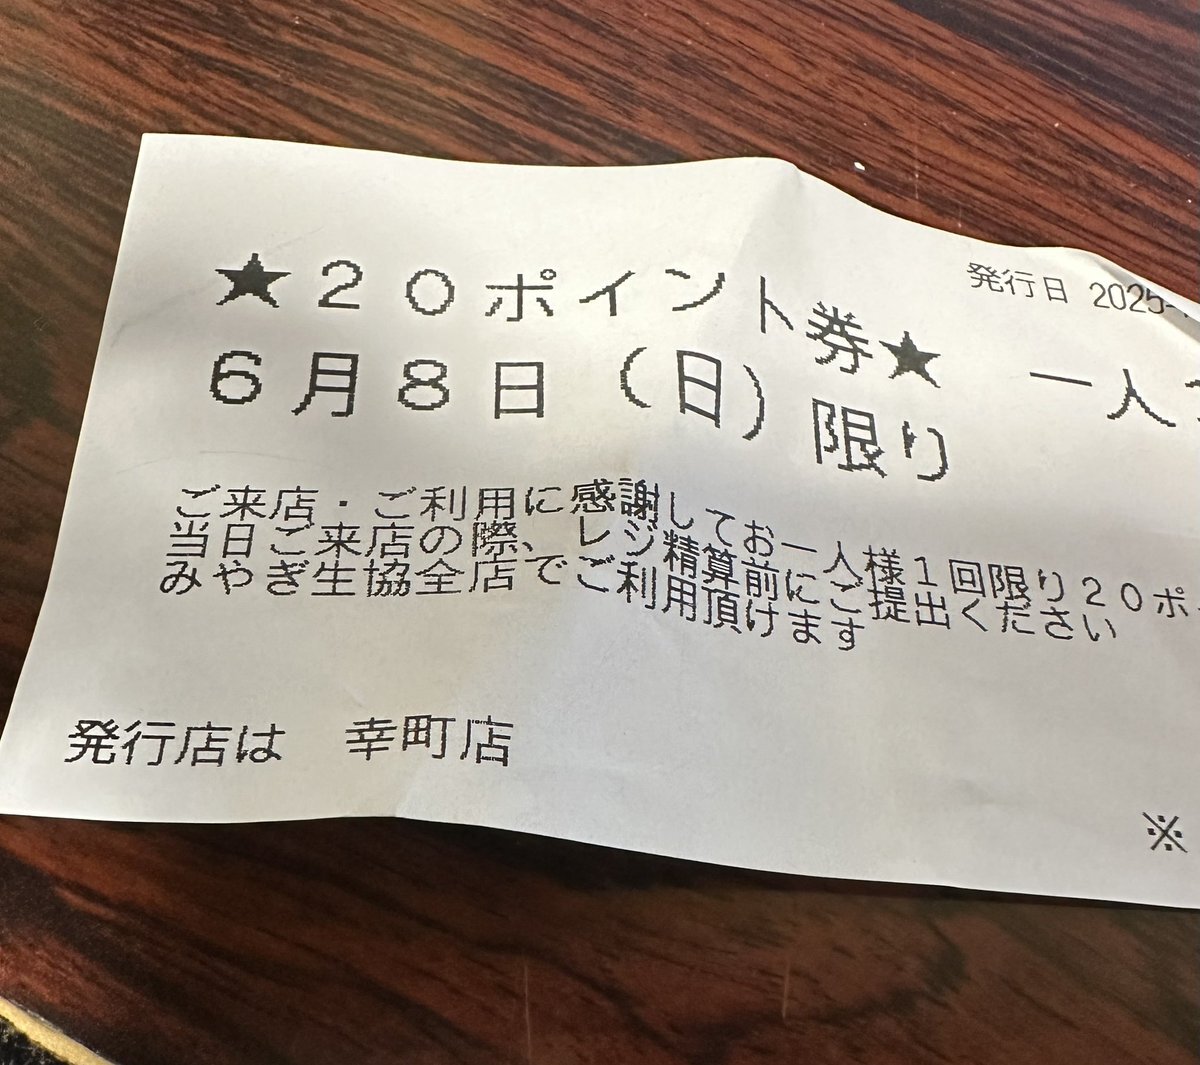 発行日 2025-
★２０ポイント券★ 一人
６月８日（日）限り
ご来店・ご利用に感謝してお一人様１回限り２０ポ
当日ご来店の際、レジ精算前にご提出ください
みやぎ生協全店でご利用頂けます
発行店は　幸町店
※